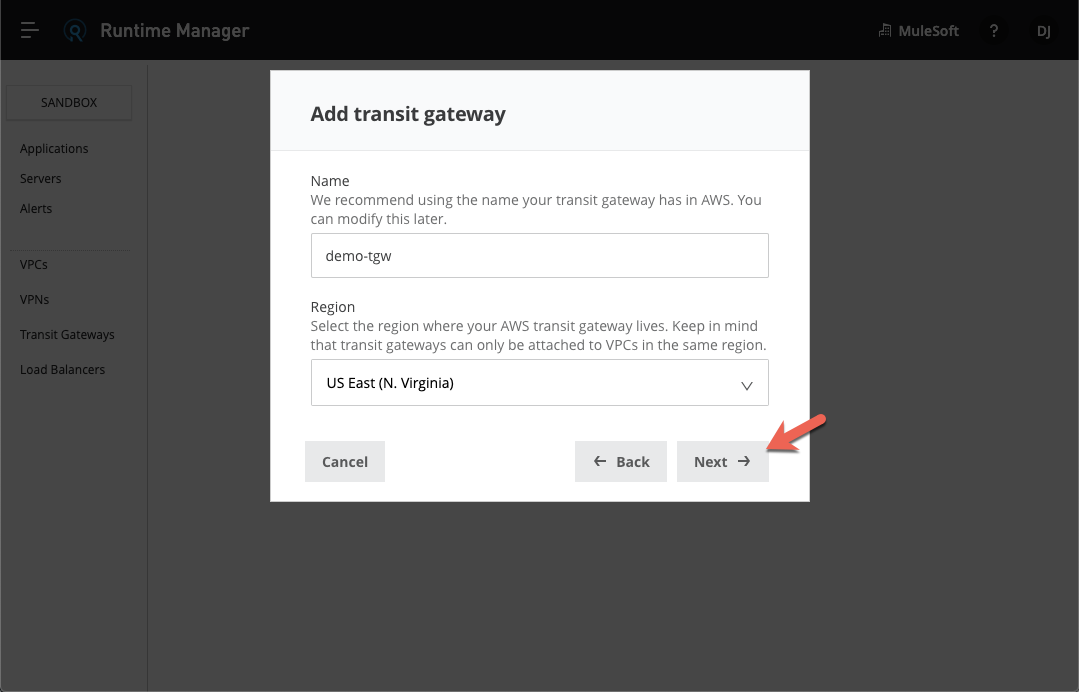 Runtime Manager
MuleSoft
?
DJ
SANDBOX
Applications
Servers
Alerts
VPCs
VPNs
Transit Gateways
Load Balancers
Add transit gateway
Name
We recommend using the name your transit gateway has in AWS. You
can modify this later.
demo-tgw
Region
Select the region where your AWS transit gateway lives. Keep in mind
that transit gateways can only be attached to VPCs in the same region.
US East (N. Virginia)
Cancel
Back
Next